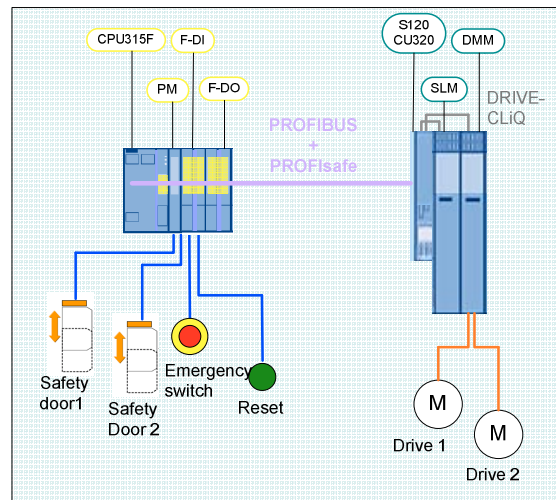 CPU315F
F-DI
PM
F-DO
S120
CU320
DMM
SLM
DRIVE-
CLiQ
PROFIBUS
+
PROFIsafe
Safety
door1
Safety
Door 2
Emergency
switch
Reset
M
Drive 1
M
Drive 2